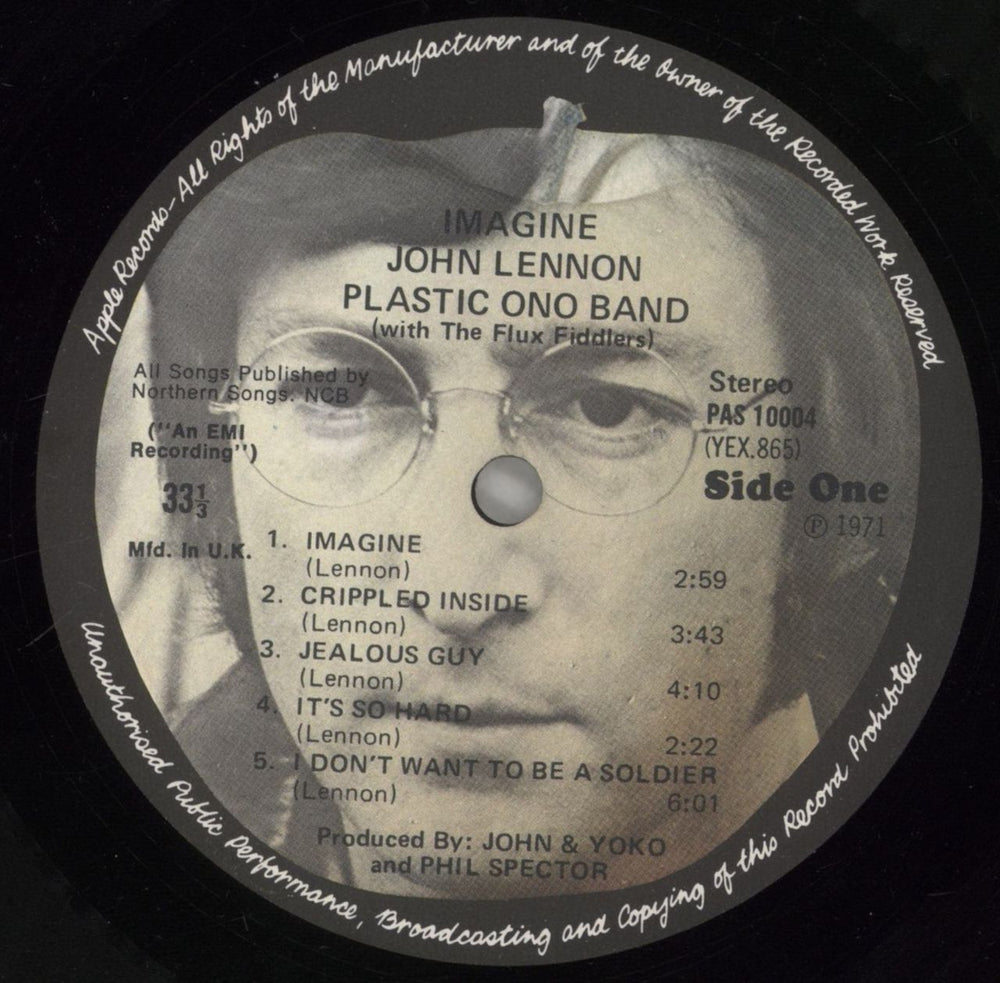 Apple Records-All Rights of the Manufacturer and of the Owner of the Recorded Work Reserved
IMAGINE
JOHN LENNON
PLASTIC ONO BAND
(with The Flux Fiddlers)
All Songs Published by
Northern Songs. NCB
(''An EMI
Recording'')
33⅓
Mfd. In U.K.
Stereo
PAS 10004
(YEX.865)
Side One
℗ 1971
1. IMAGINE
(Lennon) 2:59
2. CRIPPLED INSIDE
(Lennon) 3:43
3. JEALOUS GUY
(Lennon) 4:10
4. IT'S SO HARD
(Lennon) 2:22
5. I DON'T WANT TO BE A SOLDIER
(Lennon) 6:01
Produced By: JOHN & YOKO
and PHIL SPECTOR
Unauthorised Public Performance, Broadcasting and Copying of this Record Prohibited